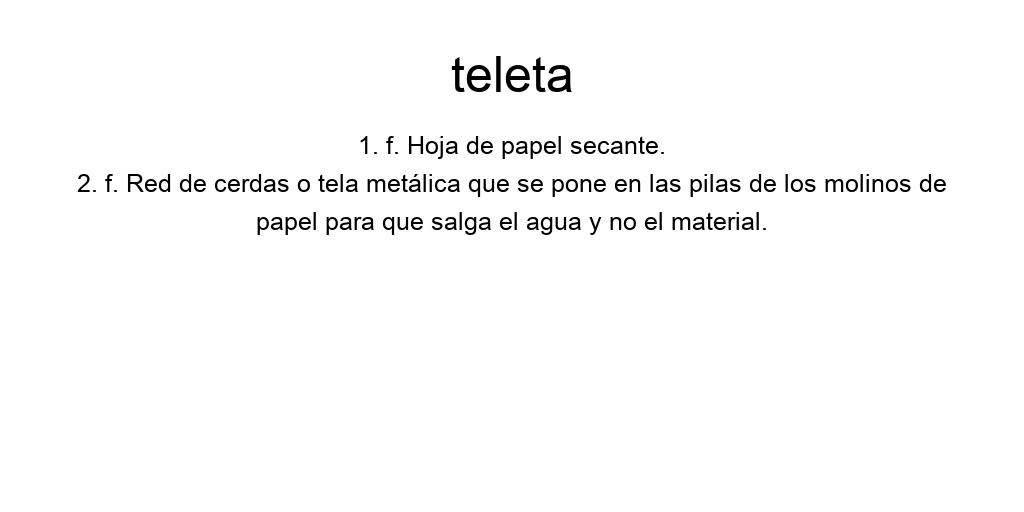 teleta
1. f. Hoja de papel secante.
2. f. Red de cerdas o tela metálica que se pone en las pilas de los molinos de
papel para que salga el agua y no el material.